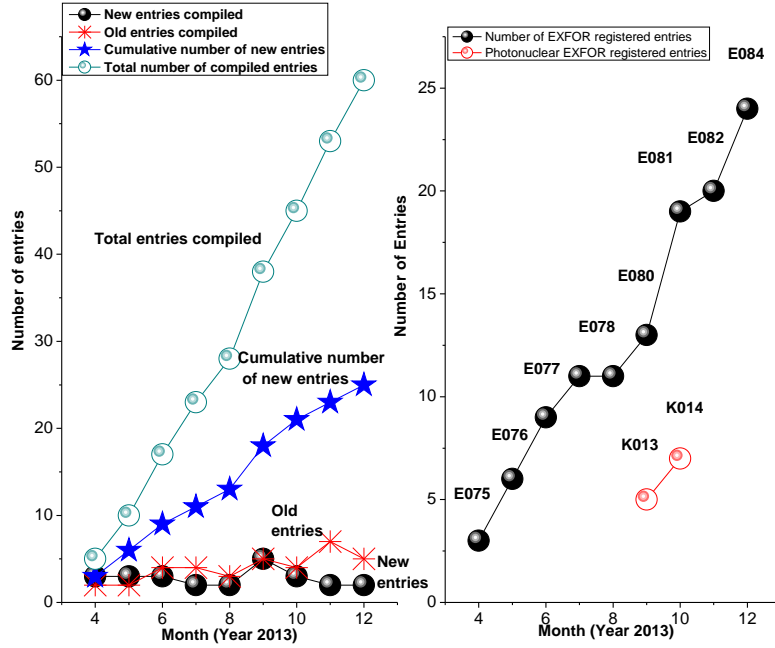 New entries compiled
Old entries compiled
Cumulative number of new entries
Total number of compiled entries
60
50
40
30
20
10
0
Number of entries
Total entries compiled
Cumulative number
of new entries
Old
entries
New
entries
4
6
8
10
12
Month (Year 2013)
Number of EXFOR registered entries
Photonuclear EXFOR registered entries
25
20
15
10
5
0
Number of Entries
E084
E082
E081
E080
E078
E077
E076
E075
K014
K013
4
6
8
10
12
Month (Year 2013)